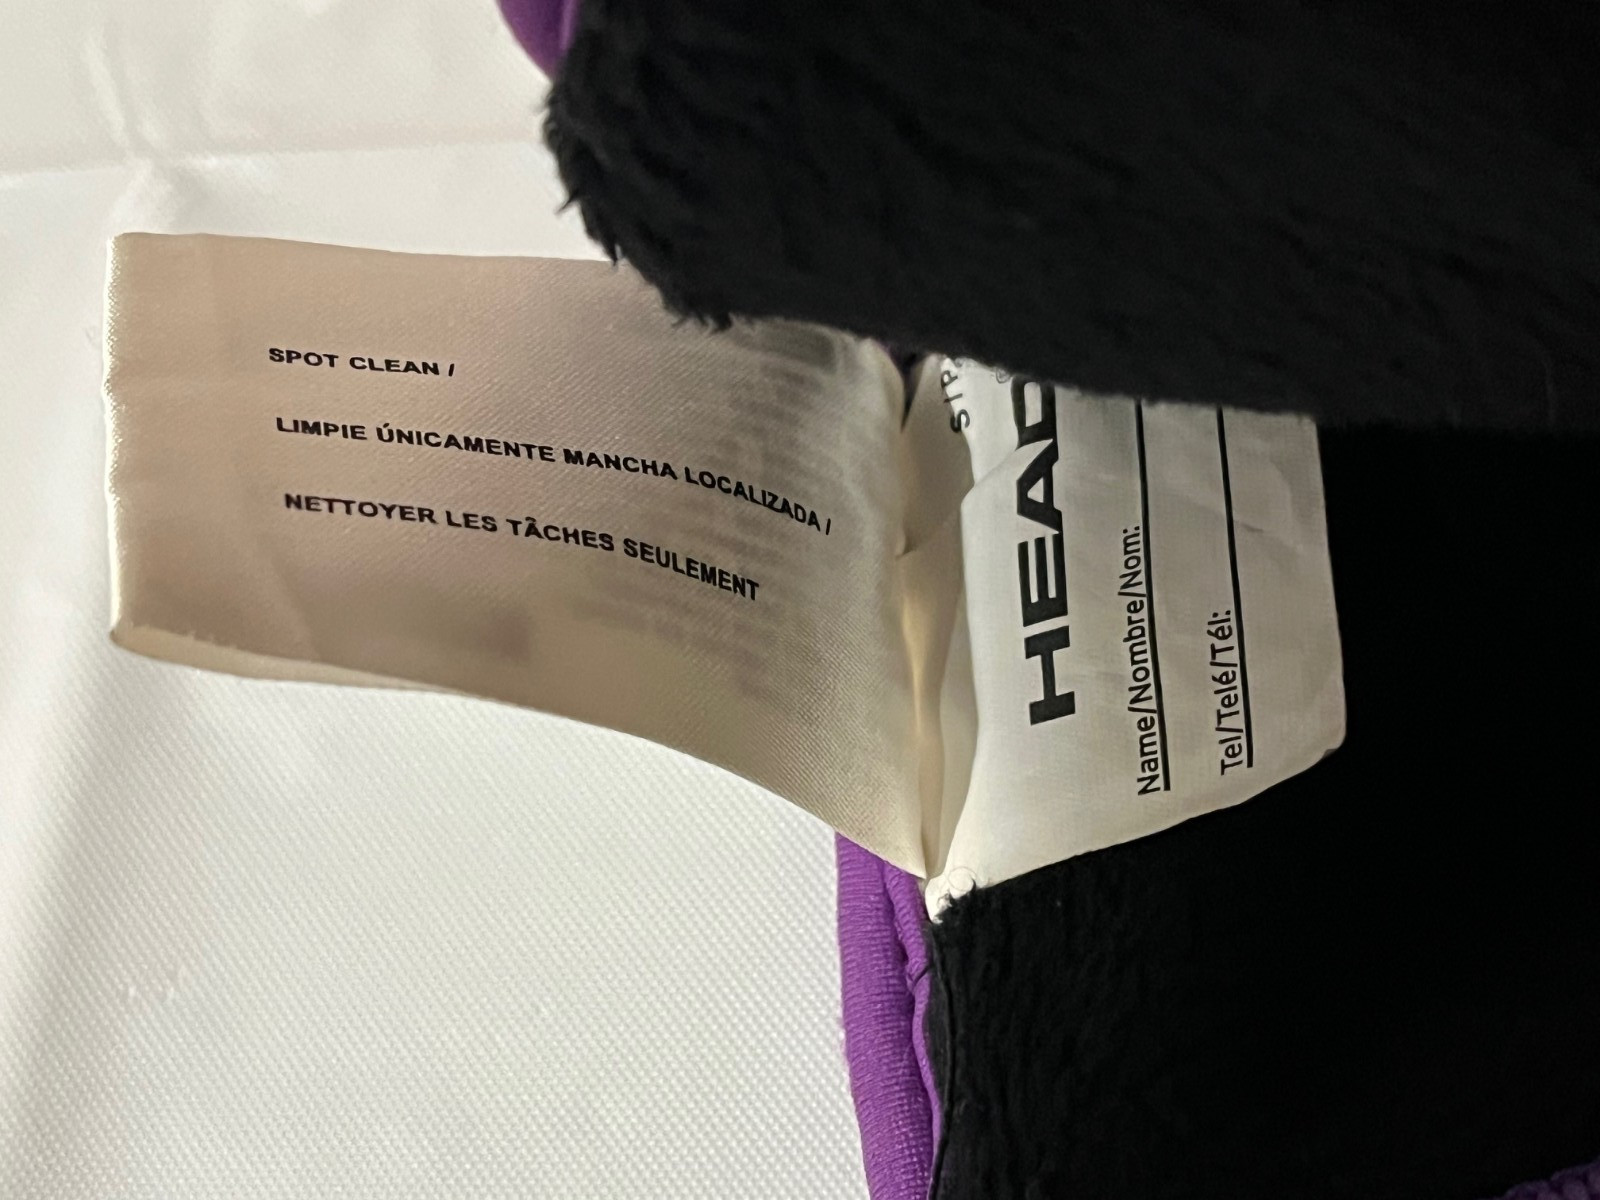 SPOT CLEAN /
LIMPIE ÚNICAMENTE MANCHA LOCALIZADA /
NETTOYER LES TÂCHES SEULEMENT
HEAD
Name/Nombre/Nom:
Tel/Telé/Tél: